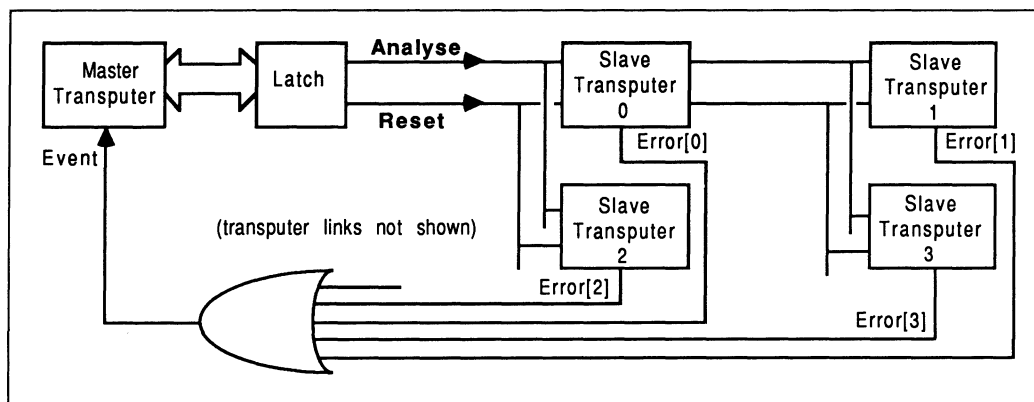 Master
Transputer
Latch
Analyse
Reset
Slave
Transputer
0
Slave
Transputer
1
Event
Error[0]
Error[1]
(transputer links not shown)
Slave
Transputer
2
Slave
Transputer
3
Error[2]
Error[3]